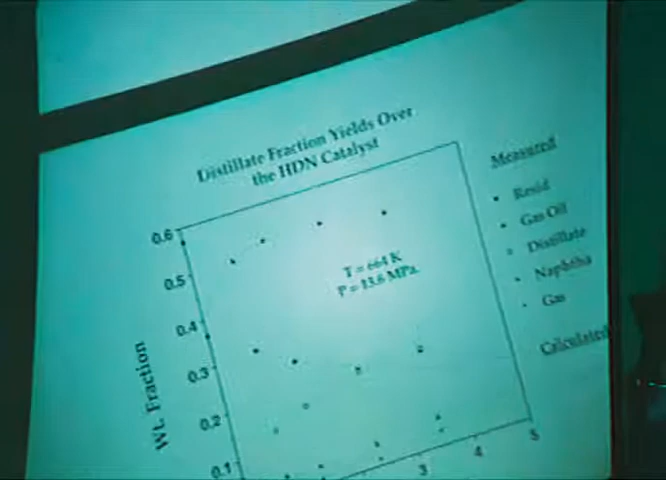 Distillate Fraction Yields Over
the HDN Catalyst
Measured
Resid
Gas Oil
Distillate
Naphtha
Gas
Calculated
T = 664 K
P = 13.6 MPa.
Wt. Fraction
0.6
0.5
0.4
0.3
0.2
0.1
3
4
5